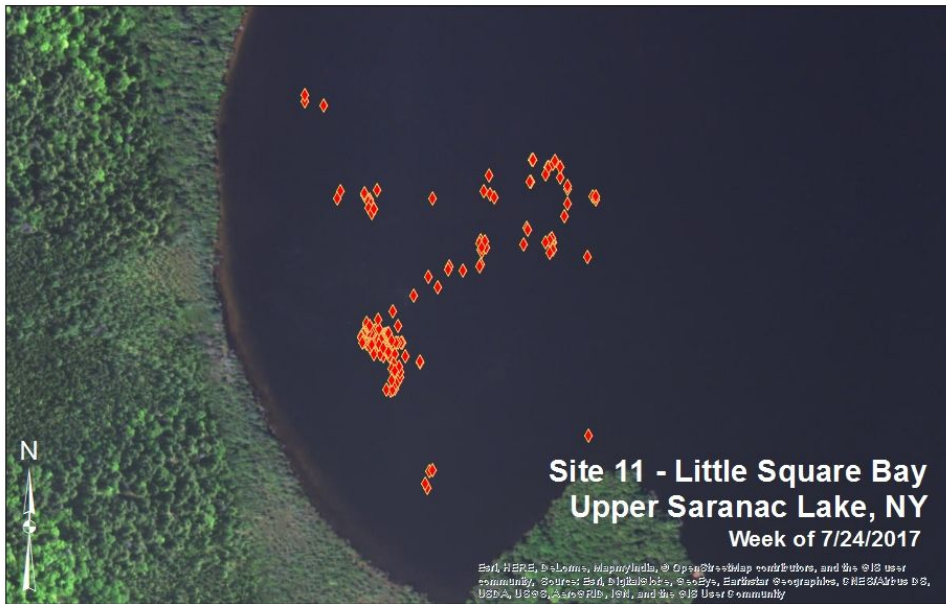 N
Site 11 - Little Square Bay
Upper Saranac Lake, NY
Week of 7/24/2017
Esri, HERE, DeLorme, MapmyIndia, © OpenStreetMap contributors, and the GIS user
community, Source: Esri, DigitalGlobe, GeoEye, Earthstar Geographics, CNES/Airbus DS,
USDA, USGS, AeroGRID, IGN, and the GIS User Community